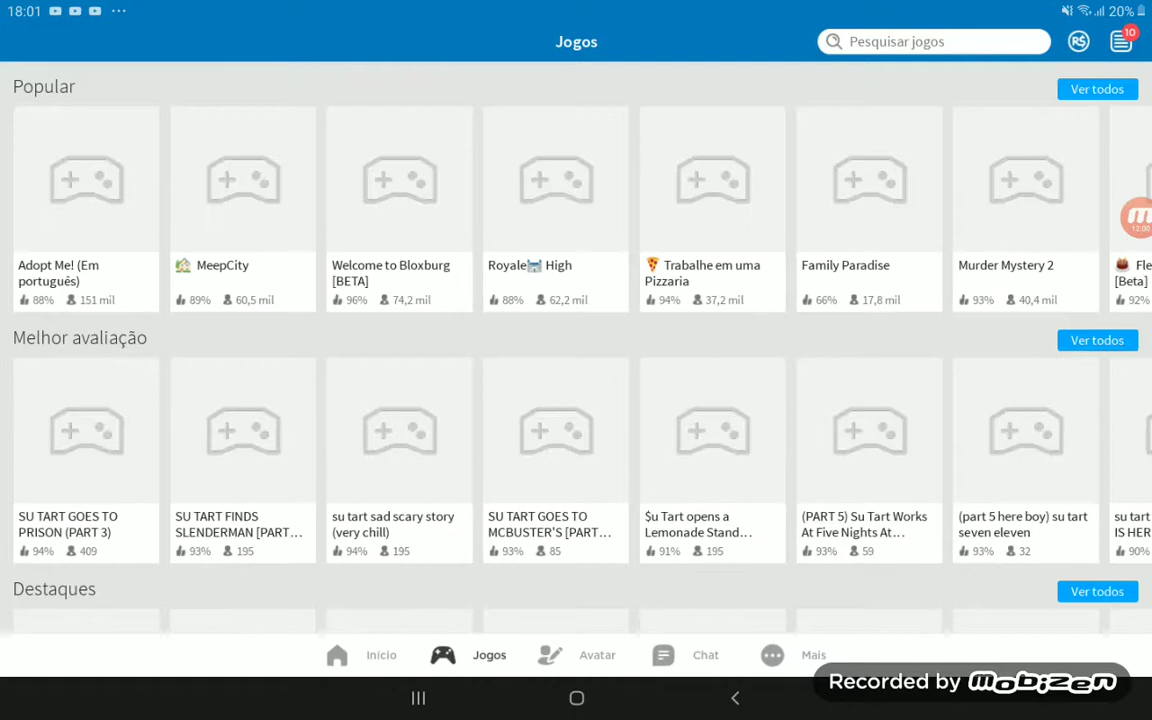 18:01 20%
Jogos
Pesquisar jogos
R$
10
Popular
Ver todos
12:00
Adopt Me! (Em português)
88% 151 mil
MeepCity
89% 60,5 mil
Welcome to Bloxburg [BETA]
96% 74,2 mil
Royale High
88% 62,2 mil
Trabalhe em uma Pizzaria
94% 37,2 mil
Family Paradise
66% 17,8 mil
Murder Mystery 2
93% 40,4 mil
Fle
[Beta]
92%
Melhor avaliação
Ver todos
SU TART GOES TO PRISON (PART 3)
94% 409
SU TART FINDS SLENDERMAN [PART...
93% 195
su tart sad scary story (very chill)
94% 195
SU TART GOES TO MCBUSTER'S [PART...
93% 85
$u Tart opens a Lemonade Stand...
91% 195
(PART 5) Su Tart Works At Five Nights At...
93% 59
(part 5 here boy) su tart seven eleven
93% 32
su tart
IS HER
90%
Destaques
Ver todos
Início
Jogos
Avatar
Chat
Mais
Recorded by mobizen